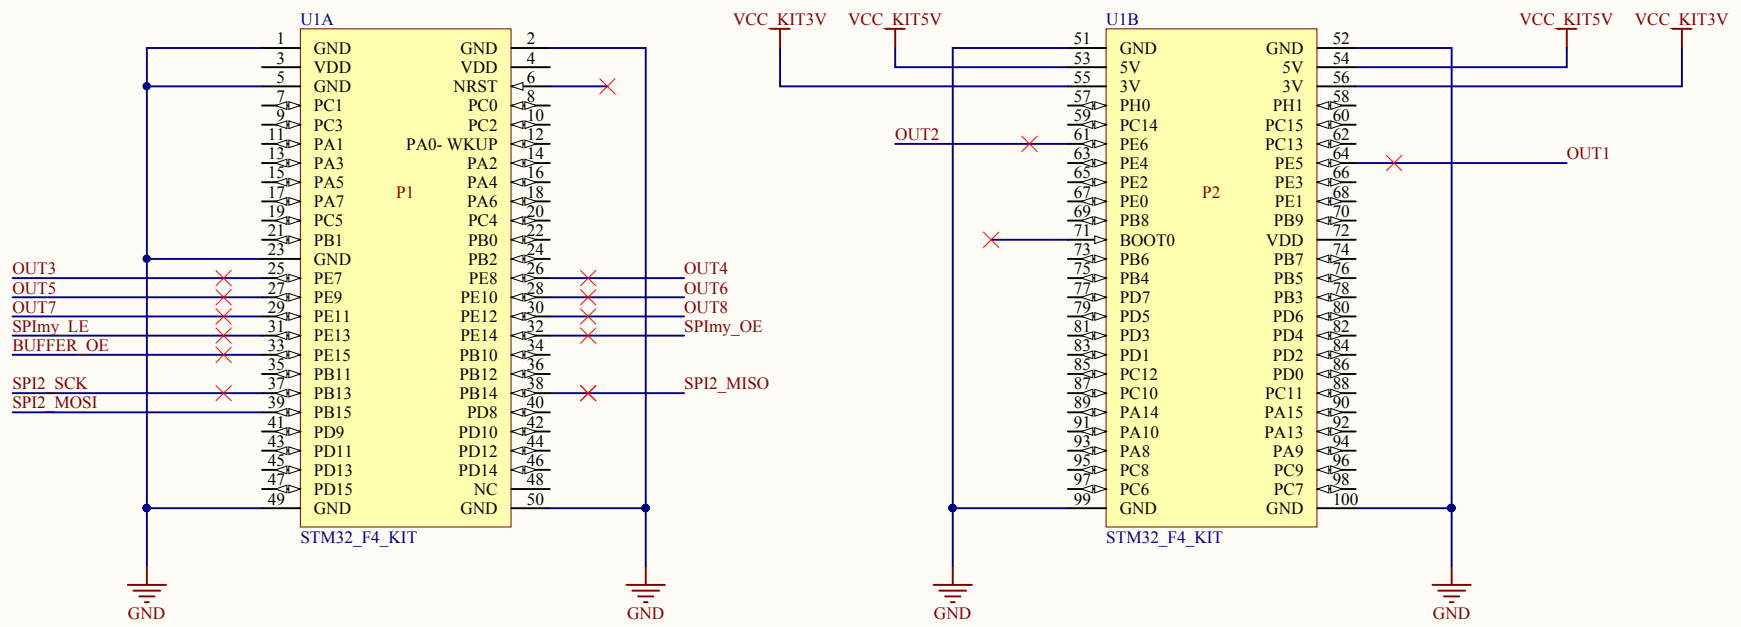 U1A
1 GND GND 2
3 VDD VDD 4
5 GND NRST 6
7 PC1 PC0 8
9 PC3 PC2 10
11 PA1 PA0- WKUP 12
13 PA3 PA2 14
15 PA5 PA4 16
17 PA7 PA6 18
P1
19 PC5 PC4 20
21 PB1 PB0 22
23 GND PB2 24
OUT3 25 PE7 PE8 26 OUT4
OUT5 27 PE9 PE10 28 OUT6
OUT7 29 PE11 PE12 30 OUT8
SPImy_LE 31 PE13 PE14 32 SPImy_OE
BUFFER_OE 33 PE15 PB10 34
35 PB11 PB12 36
SPI2_SCK 37 PB13 PB14 38 SPI2_MISO
SPI2_MOSI 39 PB15 PD8 40
41 PD9 PD10 42
43 PD11 PD12 44
45 PD13 PD14 46
47 PD15 NC 48
49 GND GND 50
STM32_F4_KIT
GND GND
VCC_KIT3V VCC_KIT5V U1B VCC_KIT5V VCC_KIT3V
51 GND GND 52
53 5V 5V 54
55 3V 3V 56
57 PH0 PH1 58
59 PC14 PC15 60
OUT2 61 PE6 PC13 62
63 PE4 PE5 64 OUT1
65 PE2 PE3 66
67 PE0 PE1 68
P2
69 PB8 PB9 70
71 BOOT0 VDD 72
73 PB6 PB7 74
75 PB4 PB5 76
77 PD7 PB3 78
79 PD5 PD6 80
81 PD3 PD4 82
83 PD1 PD2 84
85 PC12 PD0 86
87 PC10 PC11 88
89 PA14 PA15 90
91 PA10 PA13 92
93 PA8 PA9 94
95 PC8 PC9 96
97 PC6 PC7 98
99 GND GND 100
STM32_F4_KIT
GND GND